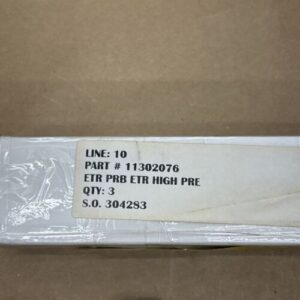 LINE: 10
PART # 11302076
ETR PRB ETR HIGH PRE
QTY: 3
S.O. 304283